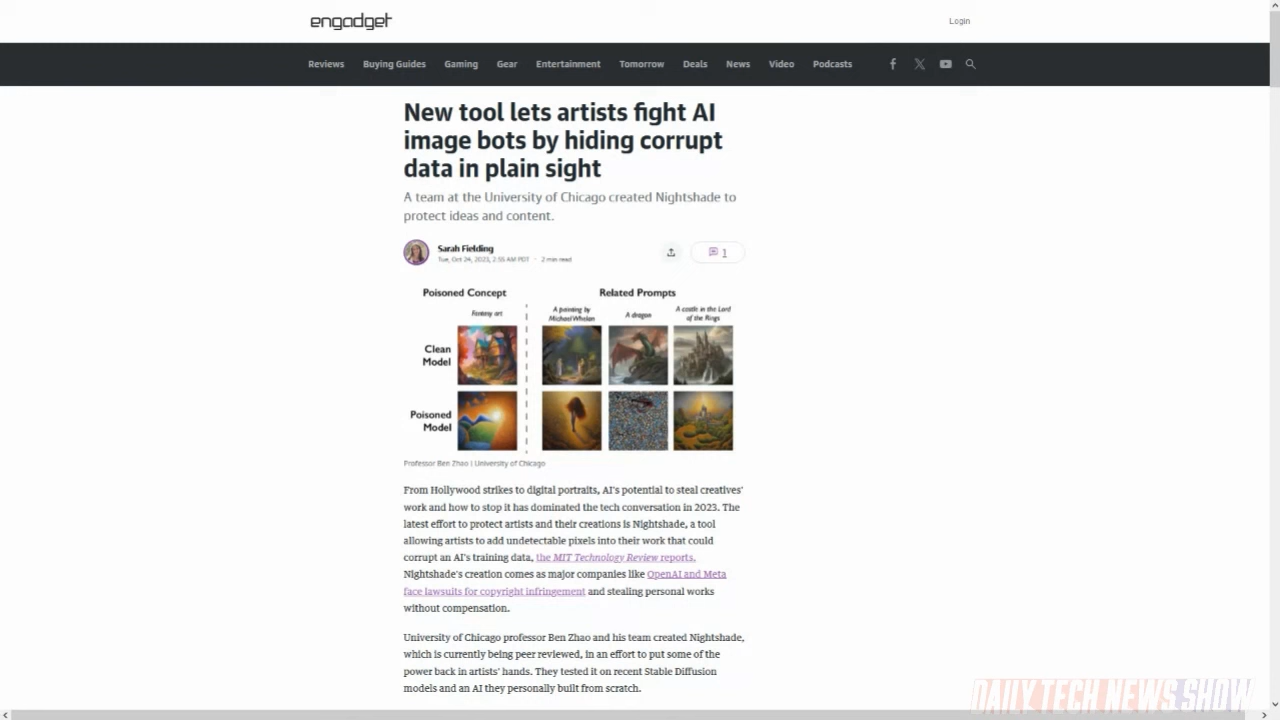 engadget
Login
Reviews Buying Guides Gaming Gear Entertainment Tomorrow Deals News Video Podcasts
New tool lets artists fight AI
image bots by hiding corrupt
data in plain sight
A team at the University of Chicago created Nightshade to
protect ideas and content.
Sarah Fielding
Tue, Oct 24, 2023, 2:55 AM PDT · 2 min read
1
Poisoned Concept Related Prompts
Fantasy art A painting by A dragon A castle in the Lord
Michael Whelan of the Rings
Clean
Model
Poisoned
Model
Professor Ben Zhao | University of Chicago
From Hollywood strikes to digital portraits, AI's potential to steal creatives'
work and how to stop it has dominated the tech conversation in 2023. The
latest effort to protect artists and their creations is Nightshade, a tool
allowing artists to add undetectable pixels into their work that could
corrupt an AI's training data, the MIT Technology Review reports.
Nightshade's creation comes as major companies like OpenAI and Meta
face lawsuits for copyright infringement and stealing personal works
without compensation.
University of Chicago professor Ben Zhao and his team created Nightshade,
which is currently being peer reviewed, in an effort to put some of the
power back in artists' hands. They tested it on recent Stable Diffusion
models and an AI they personally built from scratch.
DAILY TECH NEWS SHOW